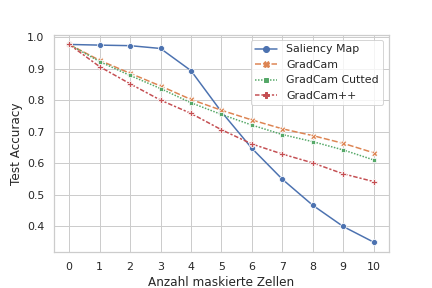 1.0
0.9
0.8
0.7
0.6
0.5
0.4
Test Accuracy
Saliency Map
GradCam
GradCam Cutted
GradCam++
0 1 2 3 4 5 6 7 8 9 10
Anzahl maskierte Zellen